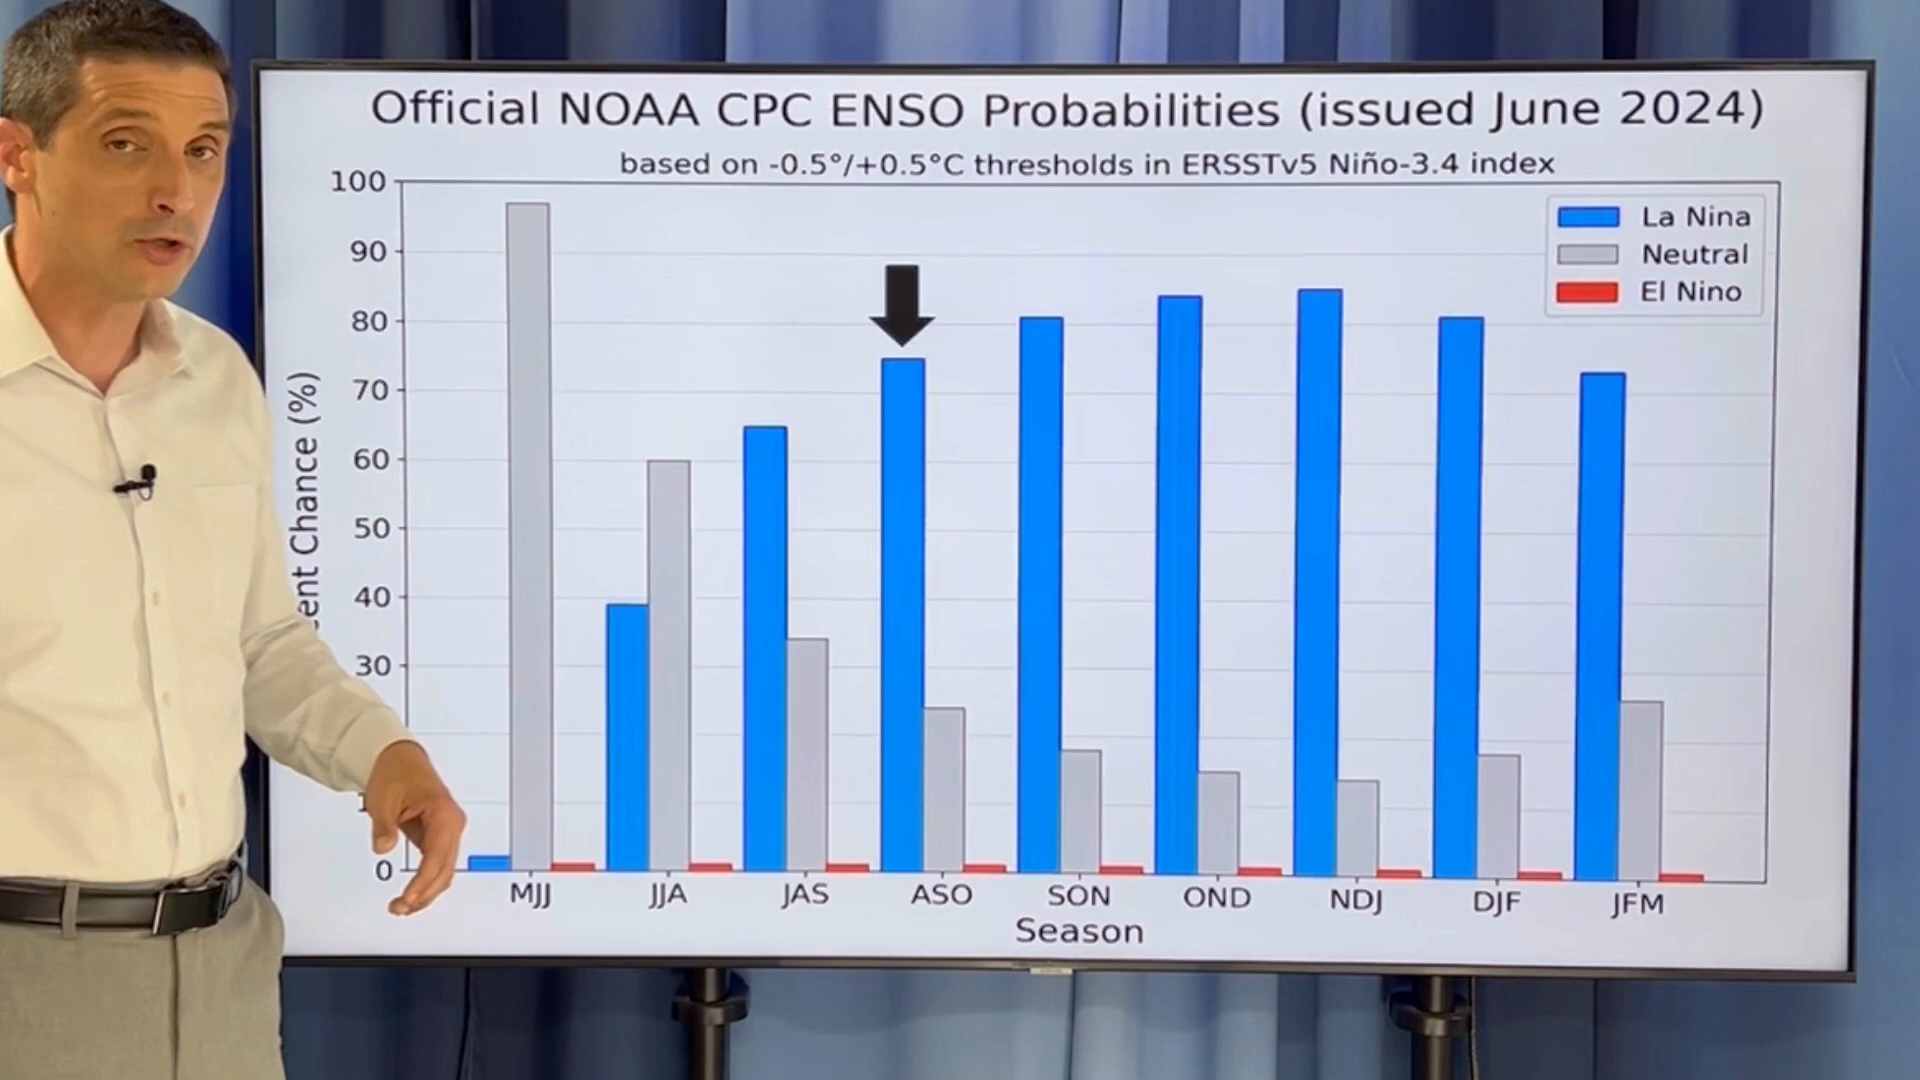 Official NOAA CPC ENSO Probabilities (issued June 2024)
based on -0.5°/+0.5°C thresholds in ERSSTv5 Niño-3.4 index
La Nina
Neutral
El Nino
100
90
80
70
60
50
40
30
0
Chance (%)
MJJ JJA JAS ASO SON OND NDJ DJF JFM
Season